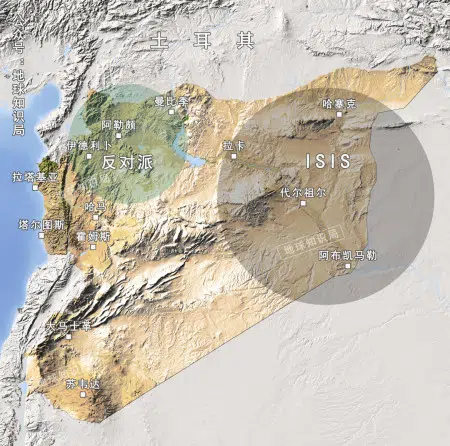 公众号：地球知识局
土耳其
曼比季
哈塞克
阿勒颇
伊德利卜
反对派
拉卡
ISIS
拉塔基亚
代尔祖尔
哈马
塔尔图斯
霍姆斯
地球知识局
阿布凯马勒
大马士革
苏韦达